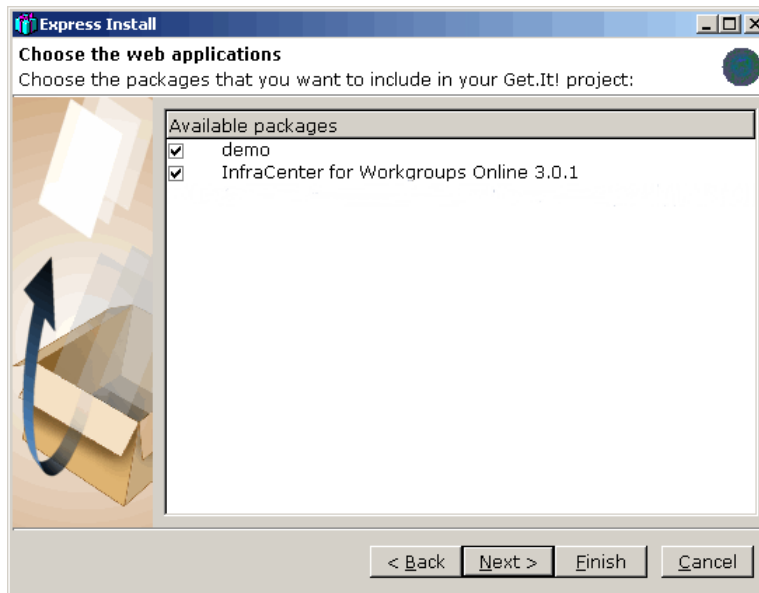 Express Install
Choose the web applications
Choose the packages that you want to include in your Get.It! project:
Available packages
demo
InfraCenter for Workgroups Online 3.0.1
< Back
Next >
Finish
Cancel